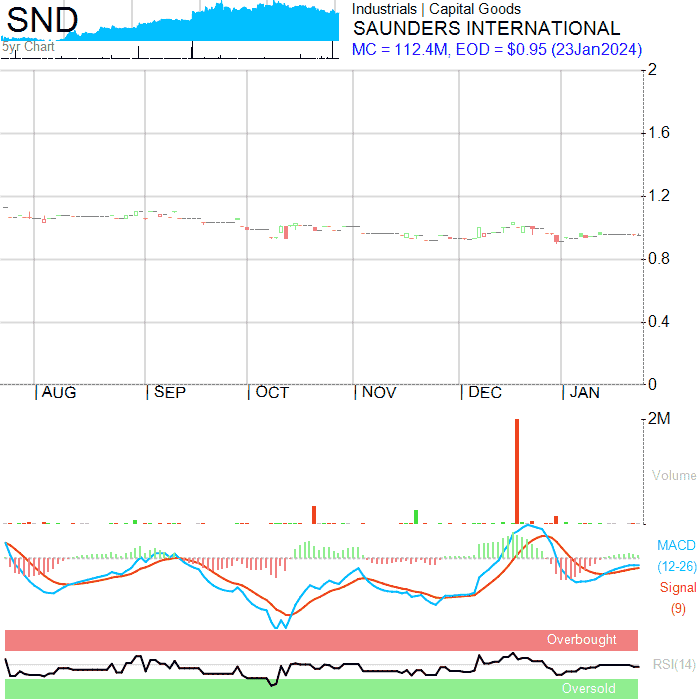 SND
5yr Chart
Industrials | Capital Goods
SAUNDERS INTERNATIONAL
MC = 112.4M, EOD = $0.95 (23Jan2024)
2
1.6
1.2
0.8
0.4
0
AUG
SEP
OCT
NOV
DEC
JAN
2M
Volume
MACD
(12-26)
Signal
(9)
Overbought
RSI(14)
Oversold